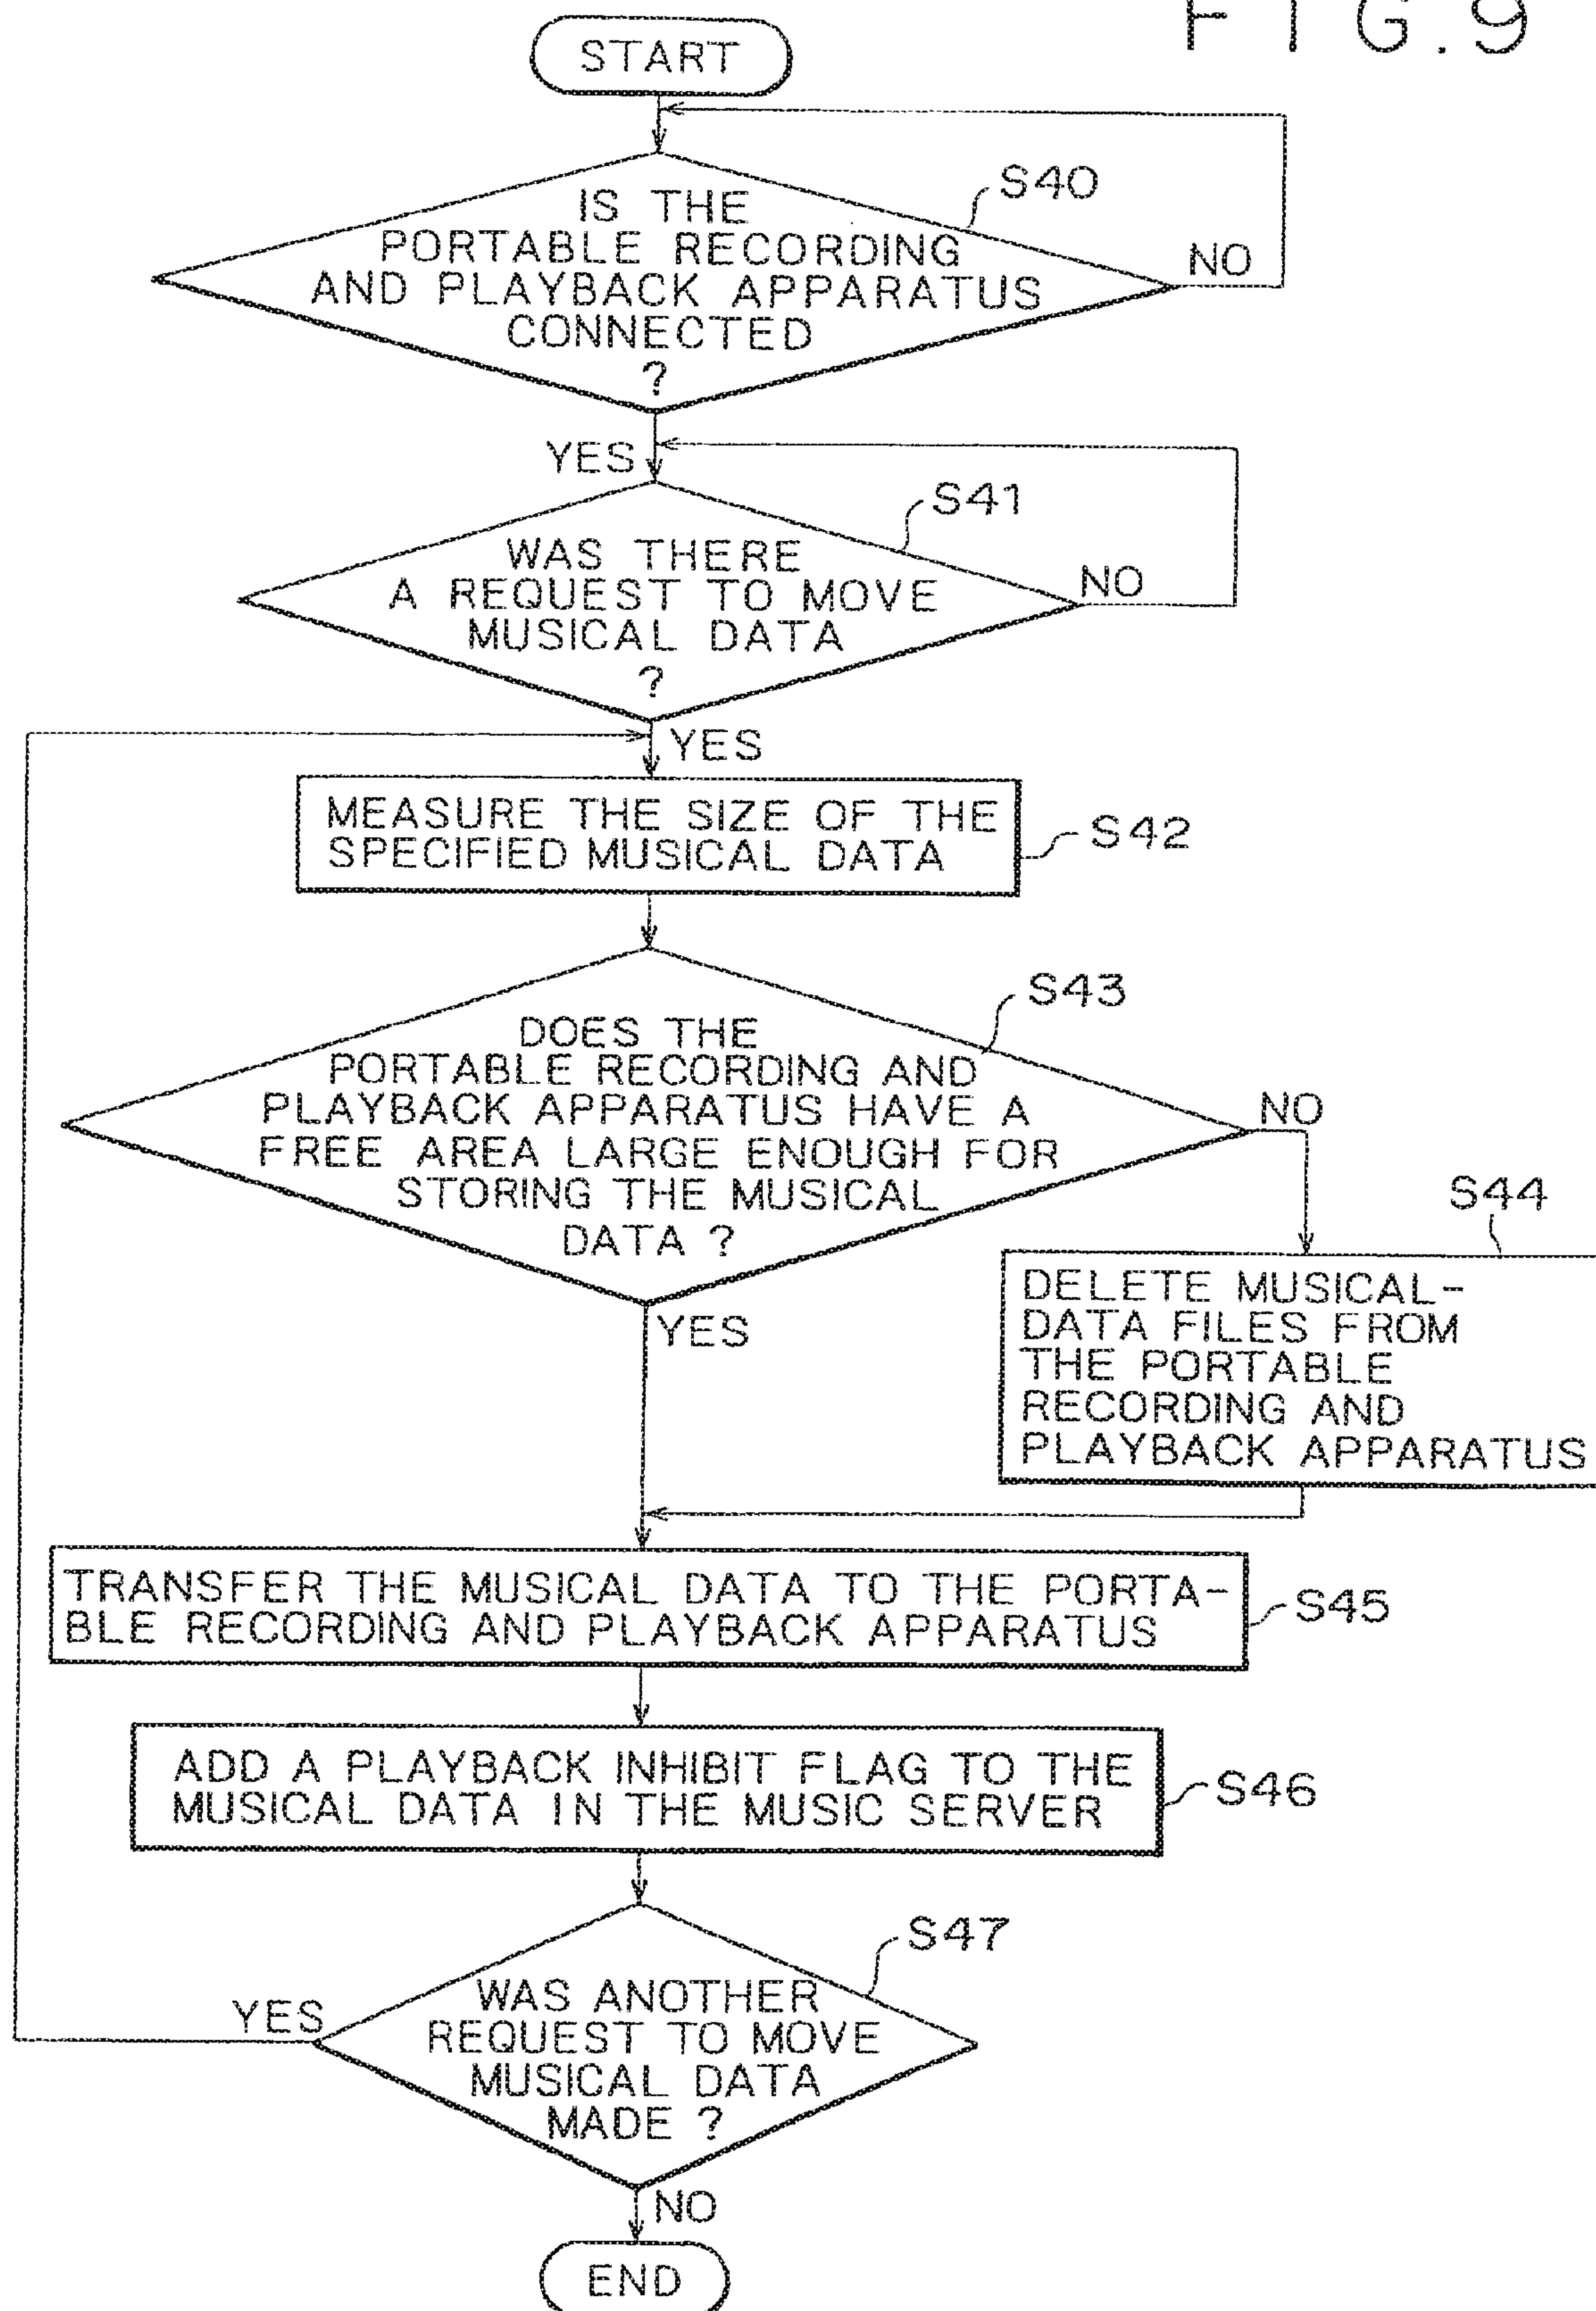 FIG.9
START
S40
IS THE
PORTABLE RECORDING
AND PLAYBACK APPARATUS
CONNECTED
?
NO
YES
S41
WAS THERE
A REQUEST TO MOVE
MUSICAL DATA
?
NO
YES
MEASURE THE SIZE OF THE
SPECIFIED MUSICAL DATA
S42
S43
DOES THE
PORTABLE RECORDING AND
PLAYBACK APPARATUS HAVE A
FREE AREA LARGE ENOUGH FOR
STORING THE MUSICAL
DATA ?
NO
YES
S44
DELETE MUSICAL-
DATA FILES FROM
THE PORTABLE
RECORDING AND
PLAYBACK APPARATUS
TRANSFER THE MUSICAL DATA TO THE PORTA-
BLE RECORDING AND PLAYBACK APPARATUS
S45
ADD A PLAYBACK INHIBIT FLAG TO THE
MUSICAL DATA IN THE MUSIC SERVER
S46
S47
WAS ANOTHER
REQUEST TO MOVE
MUSICAL DATA
MADE ?
YES
NO
END